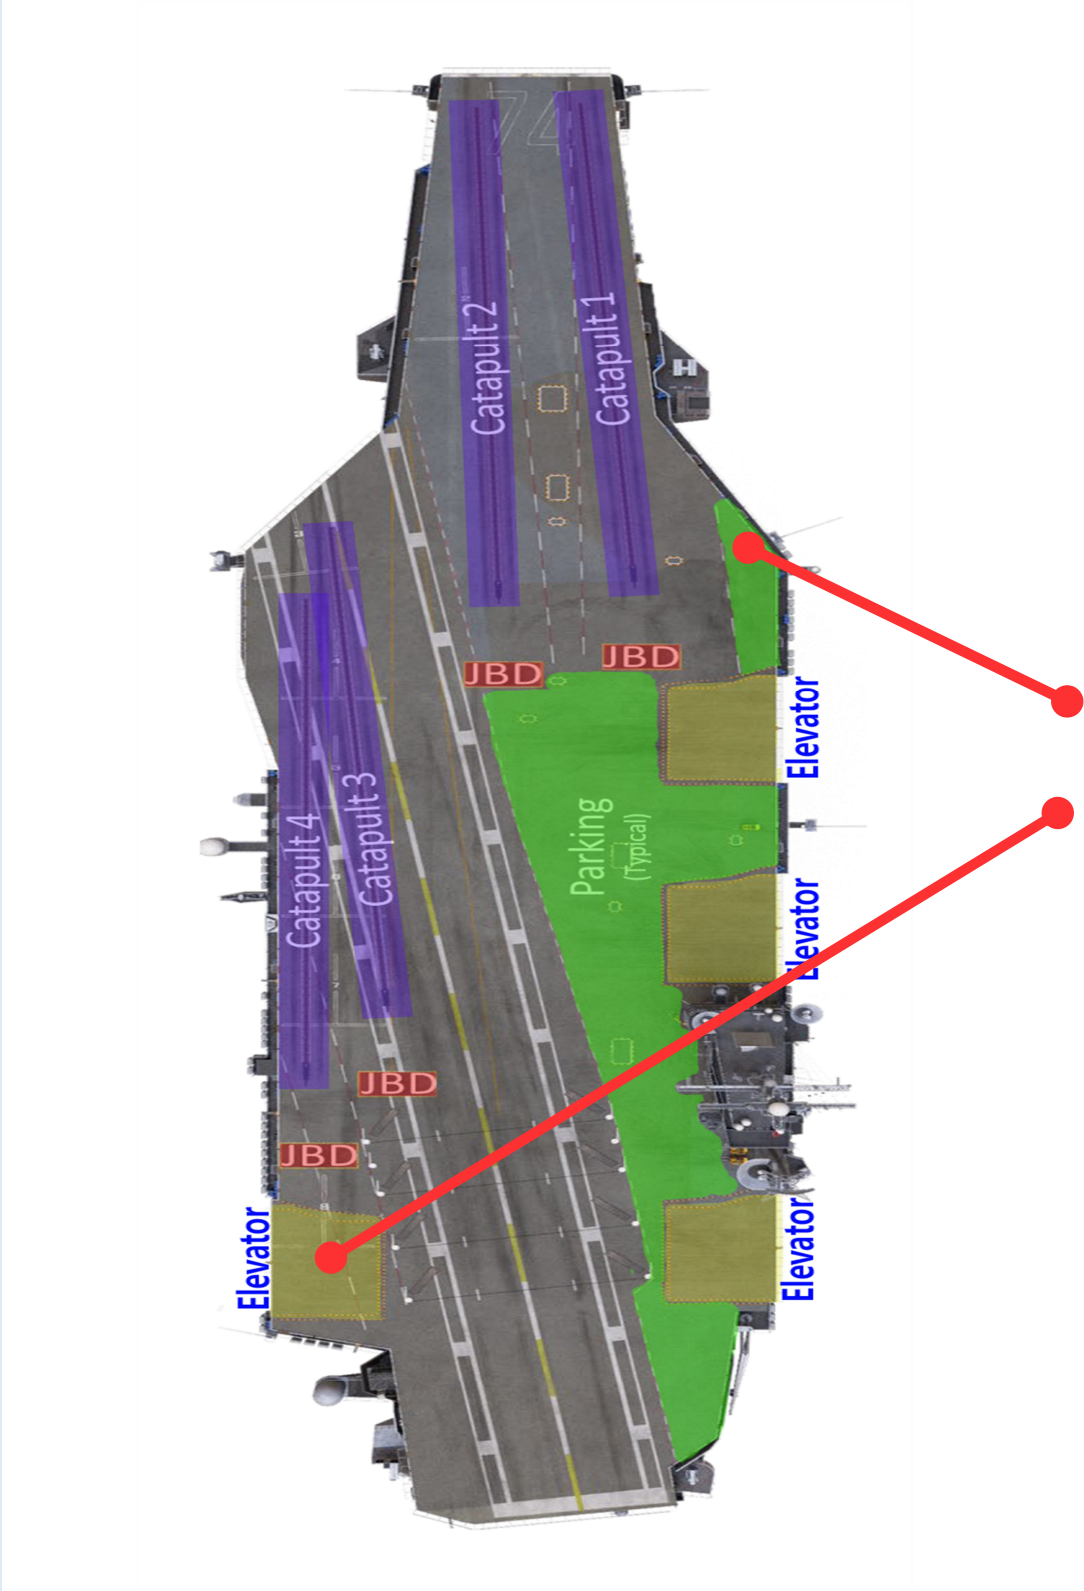 74
Catapult 2
Catapult 1
JBD
JBD
Elevator
Parking
(Typical)
Catapult 3
Catapult 4
Elevator
JBD
JBD
Elevator
Elevator